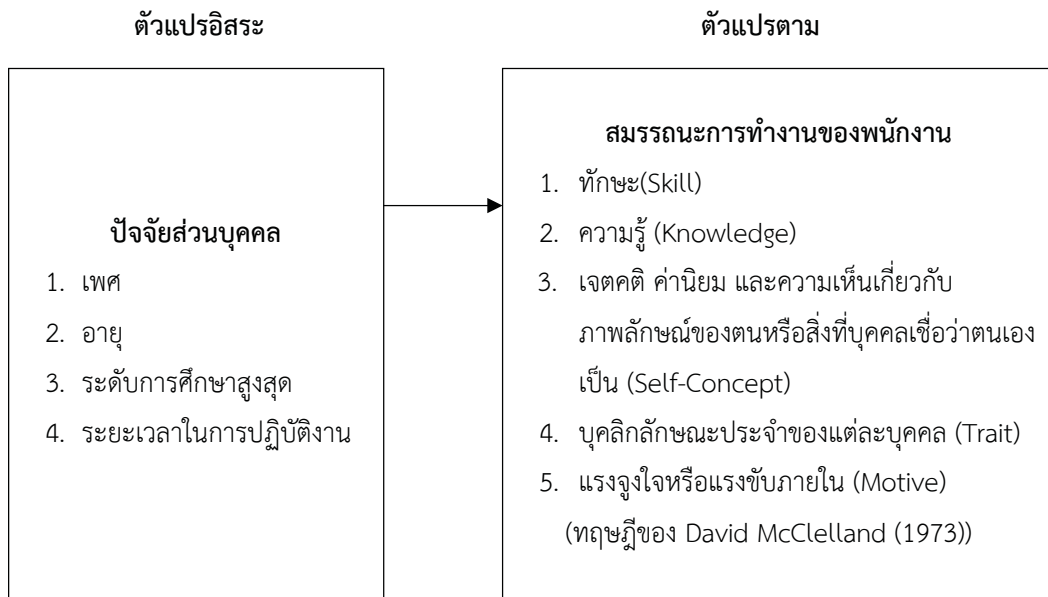 ตัวแปรอิสระ
ตัวแปรตาม
ปัจจัยส่วนบุคคล
1. เพศ
2. อายุ
3. ระดับการศึกษาสูงสุด
4. ระยะเวลาในการปฏิบัติงาน
สมรรถนะการทำงานของพนักงาน
1. ทักษะ(Skill)
2. ความรู้ (Knowledge)
3. เจตคติ ค่านิยม และความเห็นเกี่ยวกับ
ภาพลักษณ์ของตนหรือสิ่งที่บุคคลเชื่อว่าตนเอง
เป็น (Self-Concept)
4. บุคลิกลักษณะประจำของแต่ละบุคคล (Trait)
5. แรงจูงใจหรือแรงขับภายใน (Motive)
(ทฤษฎีของ David McClelland (1973))